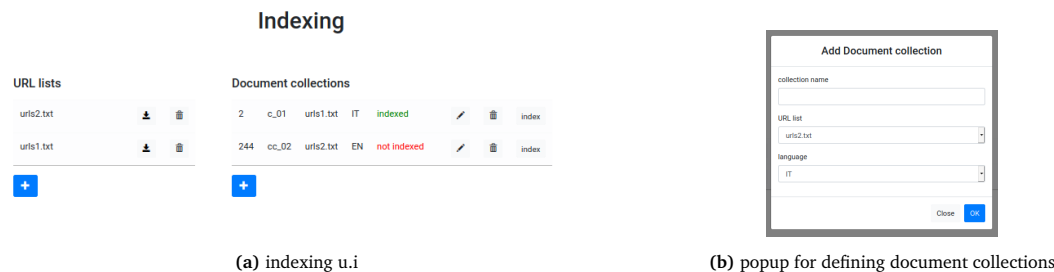 Indexing
URL lists
urls2.txt
urls1.txt
Document collections
2 c_01 urls1.txt IT indexed index
244 cc_02 urls2.txt EN not indexed index
(a) indexing u.i
Add Document collection
collection name
URL list
urls2.txt
language
IT
Close OK
(b) popup for defining document collections